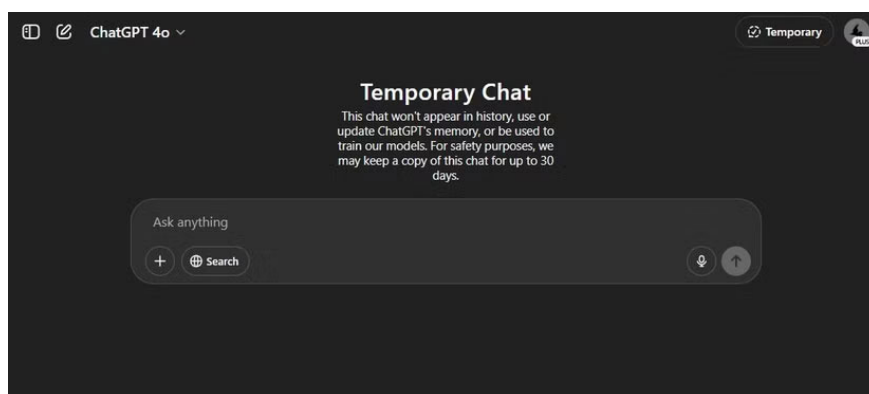 ChatGPT 4o
Temporary
PLUS
Temporary Chat
This chat won't appear in history, use or
update ChatGPT's memory, or be used to
train our models. For safety purposes, we
may keep a copy of this chat for up to 30
days.
Ask anything
Search